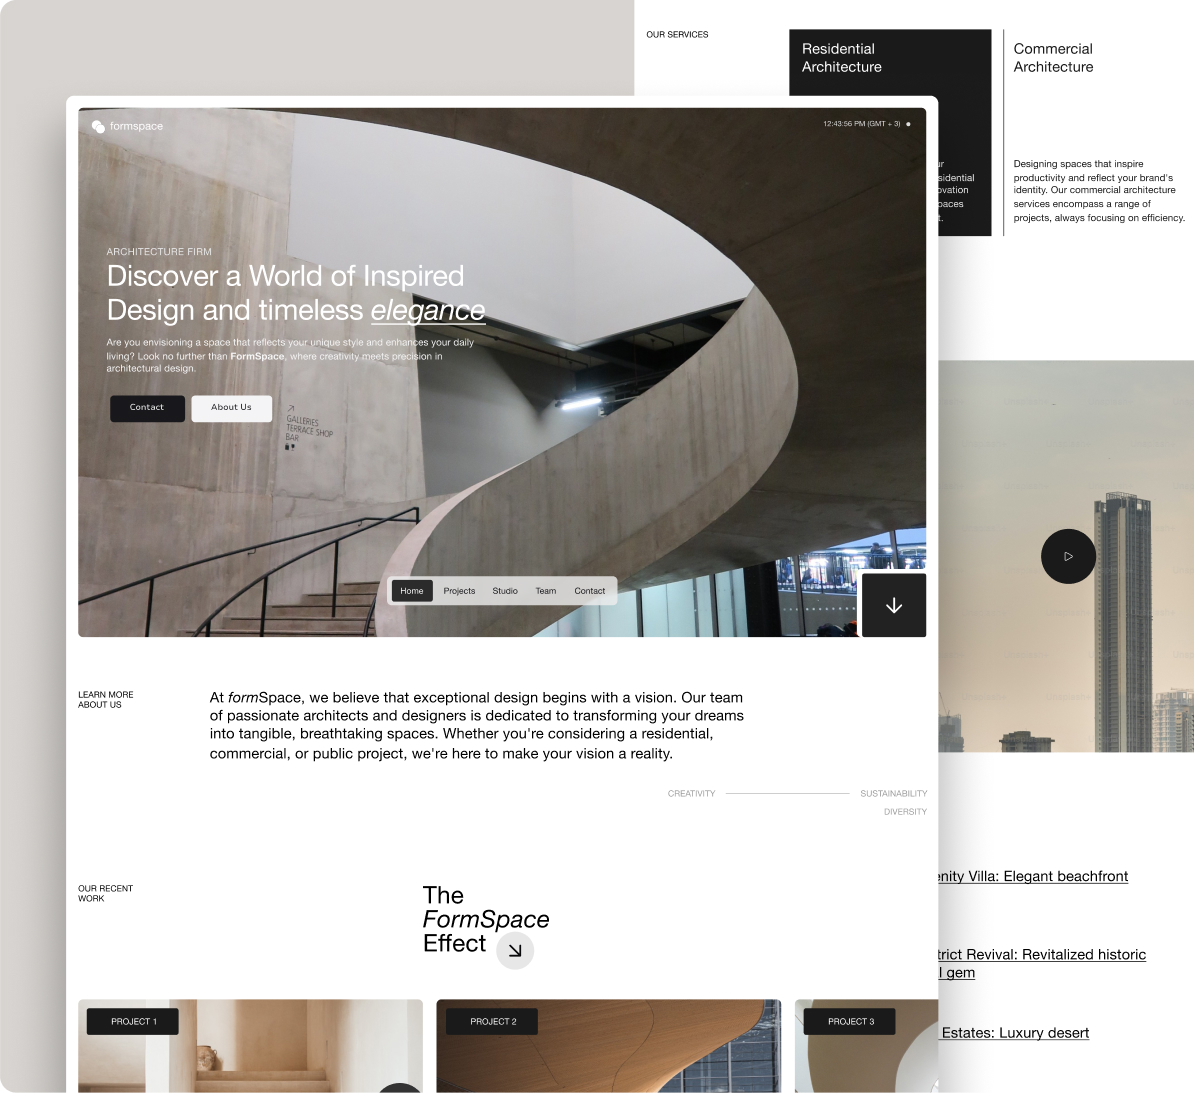 OUR SERVICES
Residential
Architecture
Commercial
Architecture
Designing spaces that inspire
productivity and reflect your brand's
identity. Our commercial architecture
services encompass a range of
projects, always focusing on efficiency.
formspace
12:43:56 PM (GMT + 3)
ARCHITECTURE FIRM
Discover a World of Inspired
Design and timeless elegance
Are you envisioning a space that reflects your unique style and enhances your daily
living? Look no further than FormSpace, where creativity meets precision in
architectural design.
Contact
About Us
GALLERIES
TERRACE SHOP
BAR
Home
Projects
Studio
Team
Contact
LEARN MORE
ABOUT US
At formSpace, we believe that exceptional design begins with a vision. Our team
of passionate architects and designers is dedicated to transforming your dreams
into tangible, breathtaking spaces. Whether you're considering a residential,
commercial, or public project, we're here to make your vision a reality.
CREATIVITY
SUSTAINABILITY
DIVERSITY
OUR RECENT
WORK
The
FormSpace
Effect
PROJECT 1
PROJECT 2
PROJECT 3
Villa: Elegant beachfront
Revival: Revitalized historic
gem
Estates: Luxury desert